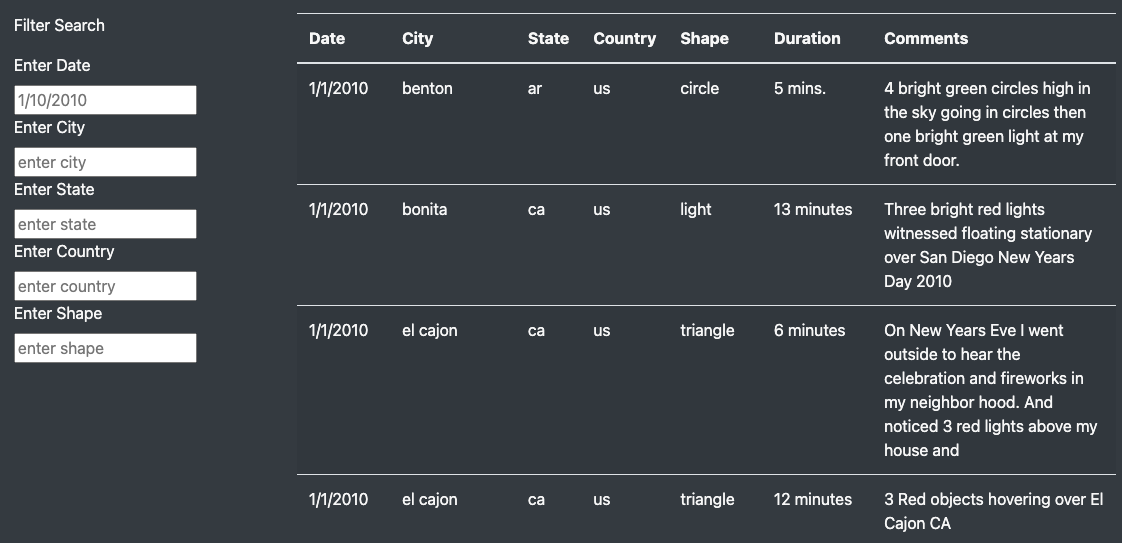 Filter Search
Enter Date
1/10/2010
Enter City
enter city
Enter State
enter state
Enter Country
enter country
Enter Shape
enter shape
Date City State Country Shape Duration Comments
1/1/2010 benton ar us circle 5 mins. 4 bright green circles high in
the sky going in circles then
one bright green light at my
front door.
1/1/2010 bonita ca us light 13 minutes Three bright red lights
witnessed floating stationary
over San Diego New Years
Day 2010
1/1/2010 el cajon ca us triangle 6 minutes On New Years Eve I went
outside to hear the
celebration and fireworks in
my neighbor hood. And
noticed 3 red lights above my
house and
1/1/2010 el cajon ca us triangle 12 minutes 3 Red objects hovering over El
Cajon CA